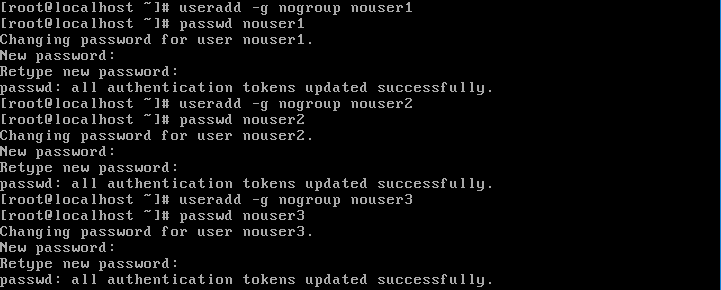 [root@localhost ~]# useradd -g nogroup nouser1
[root@localhost ~]# passwd nouser1
Changing password for user nouser1.
New password:
Retype new password:
passwd: all authentication tokens updated successfully.
[root@localhost ~]# useradd -g nogroup nouser2
[root@localhost ~]# passwd nouser2
Changing password for user nouser2.
New password:
Retype new password:
passwd: all authentication tokens updated successfully.
[root@localhost ~]# useradd -g nogroup nouser3
[root@localhost ~]# passwd nouser3
Changing password for user nouser3.
New password:
Retype new password:
passwd: all authentication tokens updated successfully.